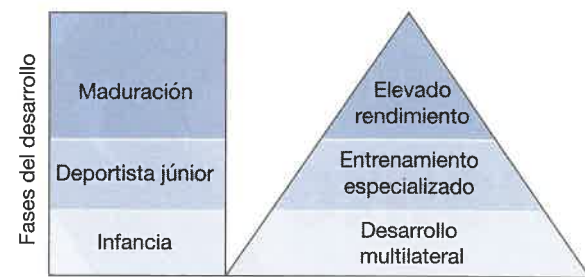 Fases del desarrollo
Maduración
Elevado
rendimiento
Deportista júnior
Entrenamiento
especializado
Infancia
Desarrollo
multilateral